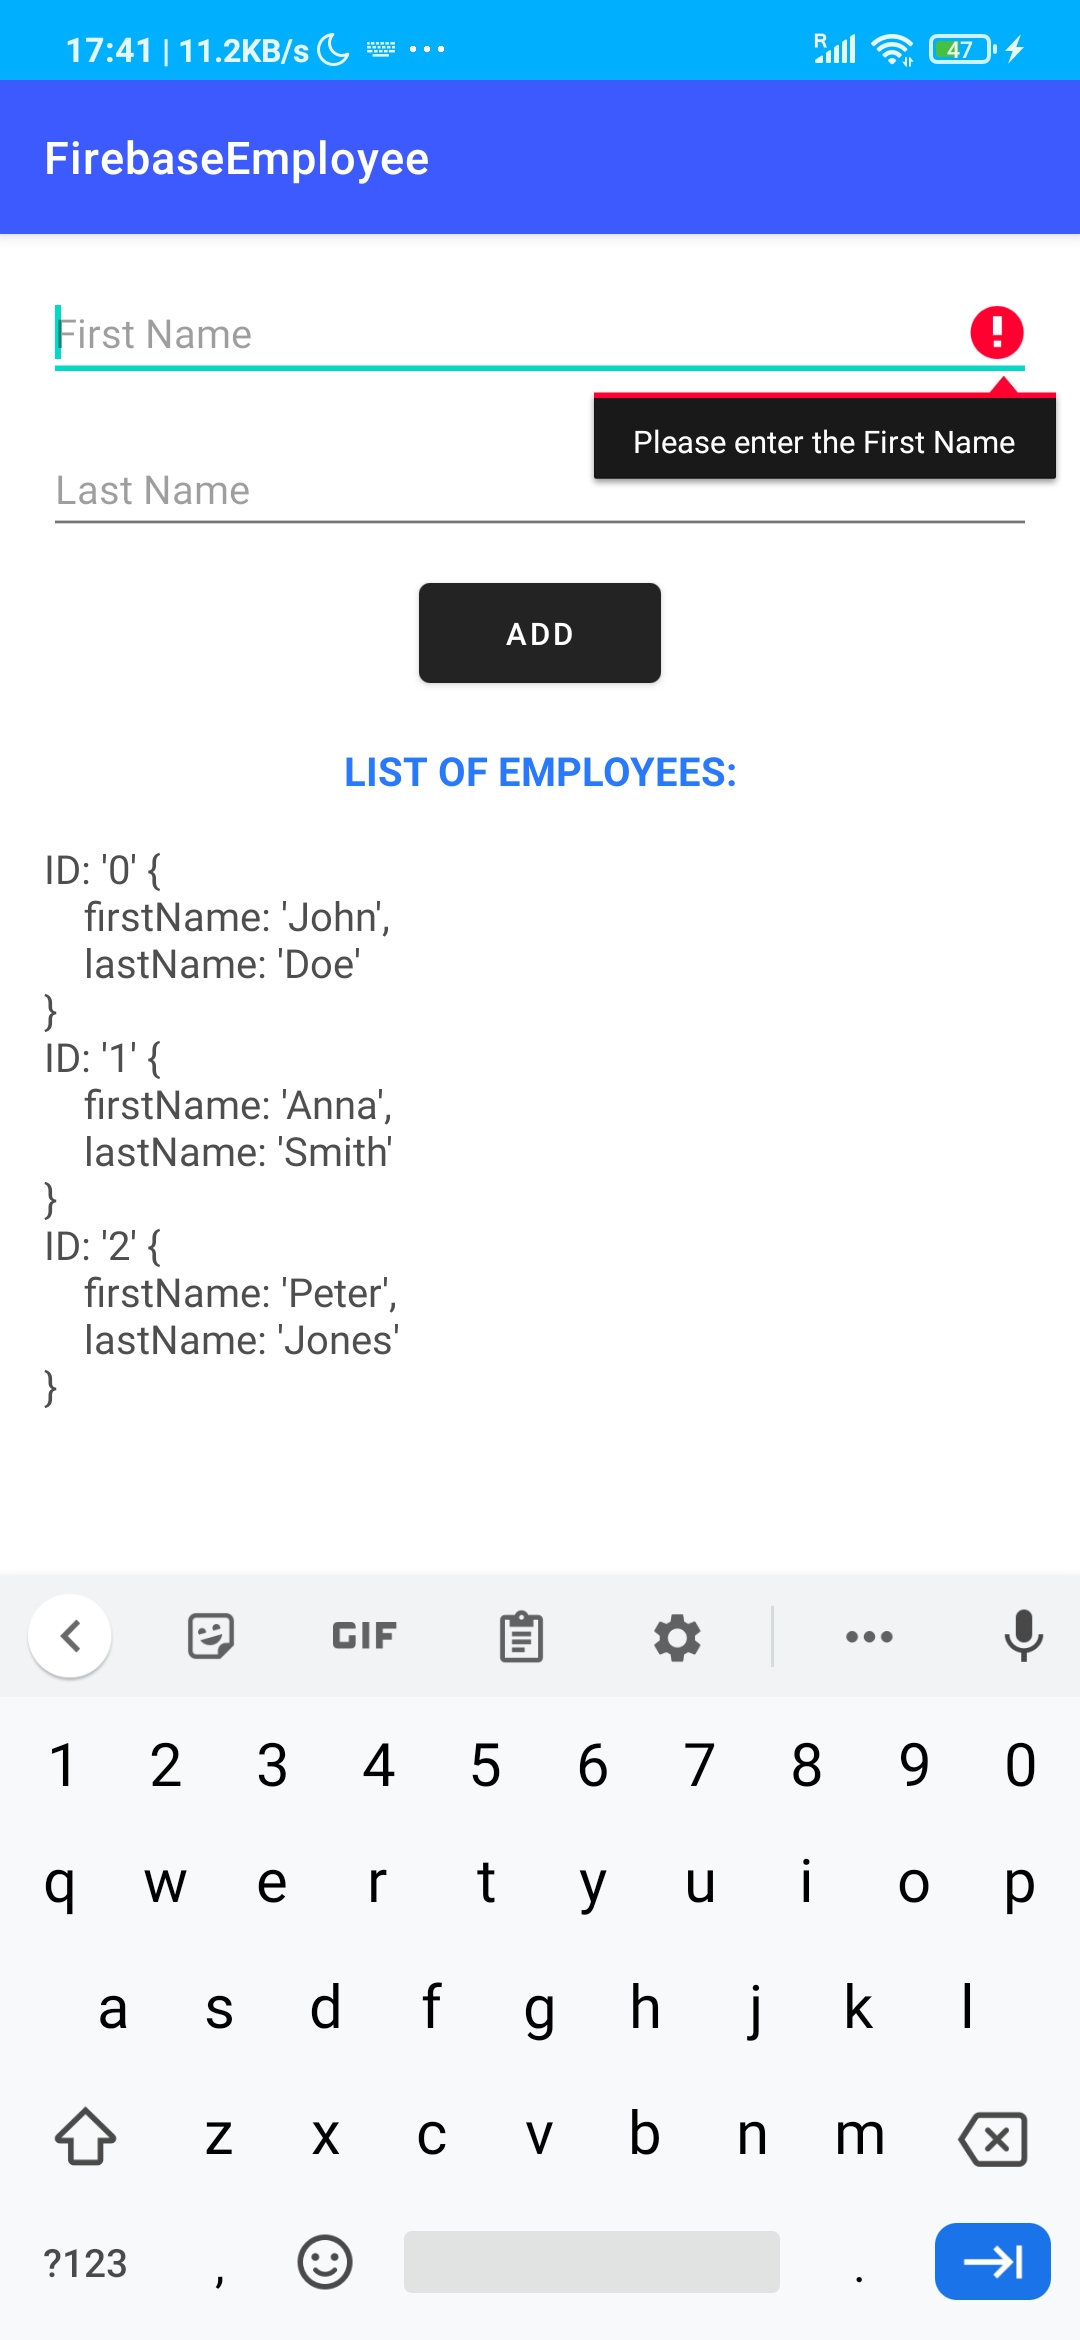 17:41 | 11.2KB/s
R
47
FirebaseEmployee
First Name
Please enter the First Name
Last Name
ADD
LIST OF EMPLOYEES:
ID: '0' {
firstName: 'John',
lastName: 'Doe'
}
ID: '1' {
firstName: 'Anna',
lastName: 'Smith'
}
ID: '2' {
firstName: 'Peter',
lastName: 'Jones'
}
GIF
1 2 3 4 5 6 7 8 9 0
q w e r t y u i o p
a s d f g h j k l
z x c v b n m
?123 , .